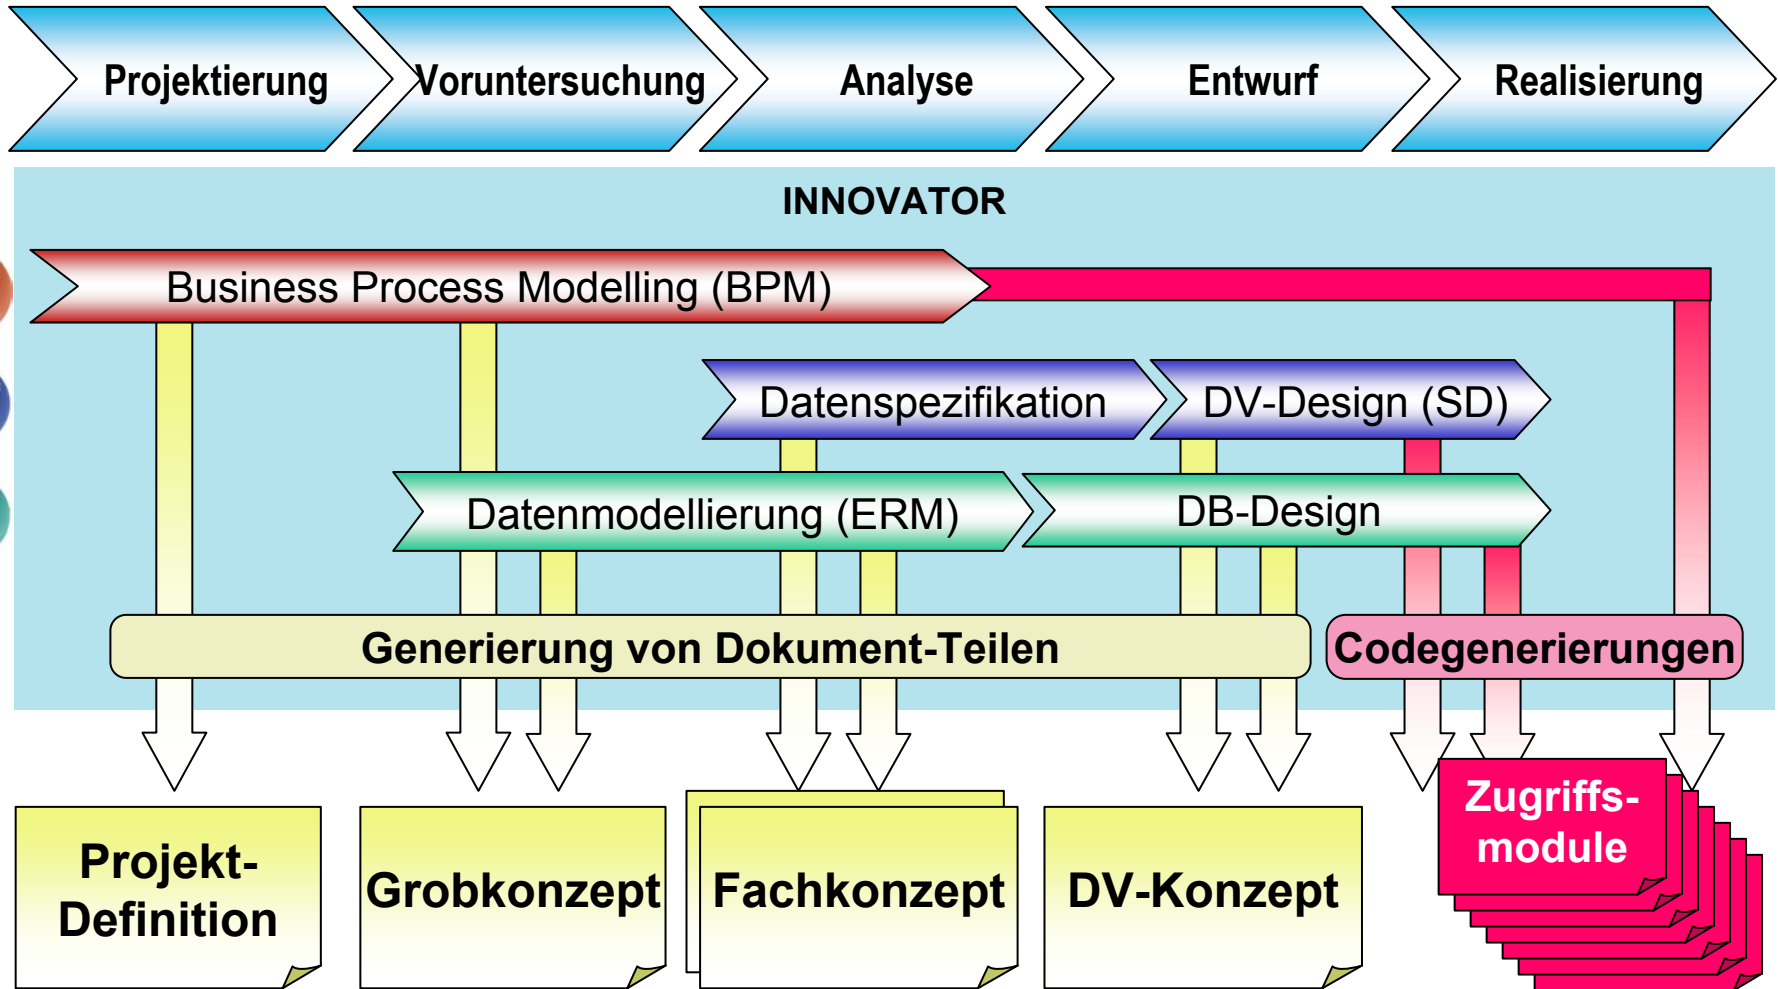 Projektierung
Voruntersuchung
Analyse
Entwurf
Realisierung
INNOVATOR
Business Process Modelling (BPM)
Datenspezifikation
DV-Design (SD)
Datenmodellierung (ERM)
DB-Design
Generierung von Dokument-Teilen
Codegenerierungen
Projekt-
Definition
Grobkonzept
Fachkonzept
DV-Konzept
Zugriffs-
module